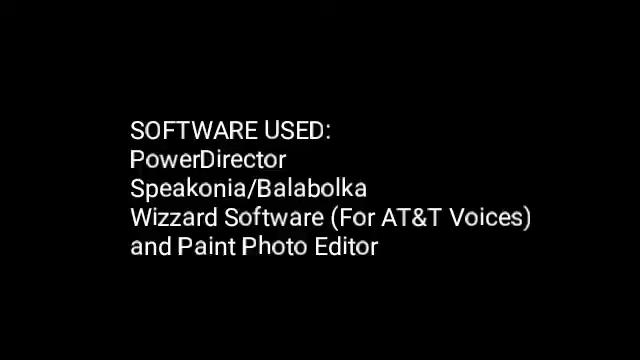 SOFTWARE USED:
PowerDirector
Speakonia/Balabolka
Wizzard Software (For AT&T Voices)
and Paint Photo Editor